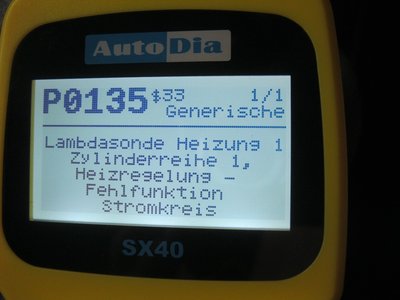 AutoDia
P0135 $33 1/1
Generische
Lambdasonde Heizung 1
Zylinderreihe 1,
Heizregelung –
Fehlfunktion
Stromkreis
SX40